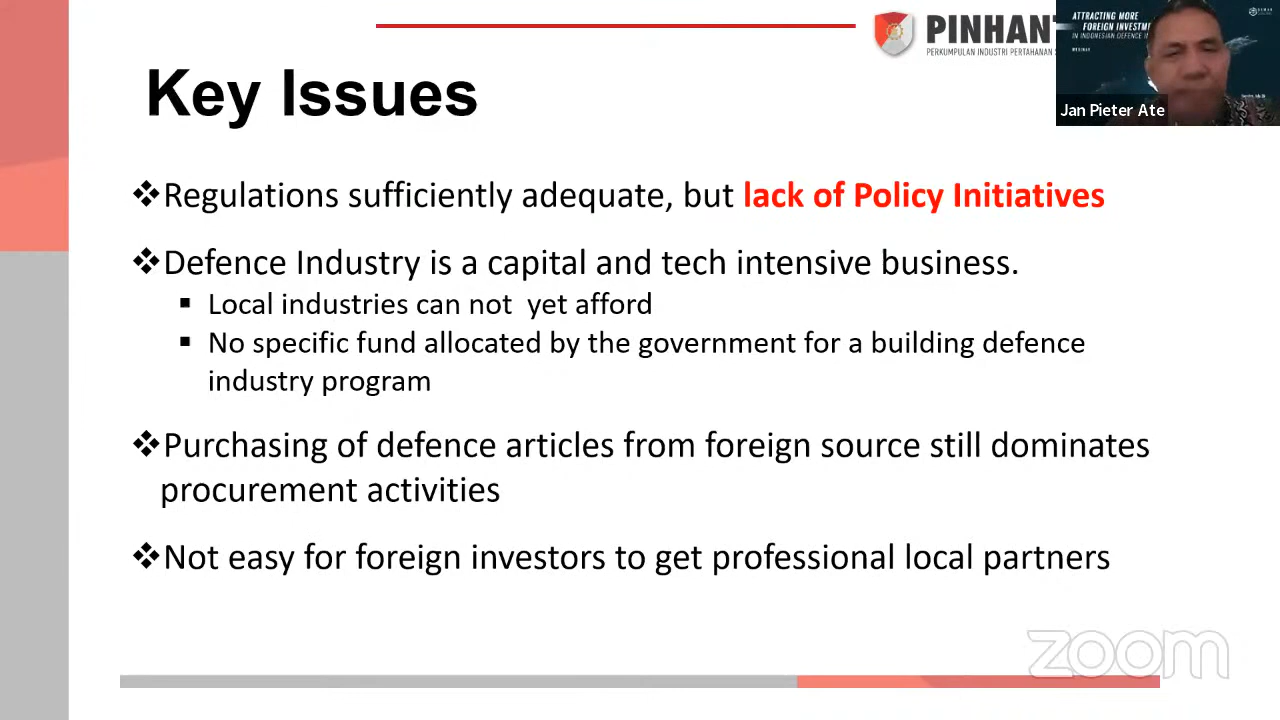 PINHANT
PERKUMPULAN INDUSTRI PERTAHANAN S
ATTRACTING MORE
FOREIGN INVESTM
IN INDONESIAN DEFENCE I
WEBINAR
Jan Pieter Ate
Key Issues
❖Regulations sufficiently adequate, but lack of Policy Initiatives
❖Defence Industry is a capital and tech intensive business.
▪ Local industries can not yet afford
▪ No specific fund allocated by the government for a building defence
industry program
❖Purchasing of defence articles from foreign source still dominates
procurement activities
❖Not easy for foreign investors to get professional local partners
zoom